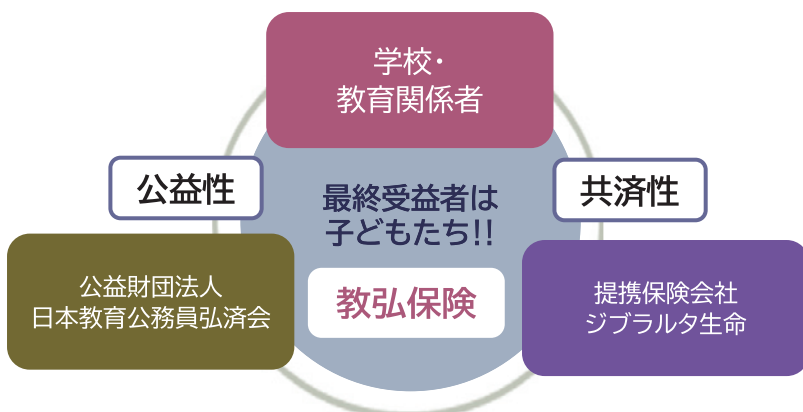 学校・
教育関係者
公益性
共済性
最終受益者は
子どもたち!!
教弘保険
公益財団法人
日本教育公務員弘済会
提携保険会社
ジブラルタ生命